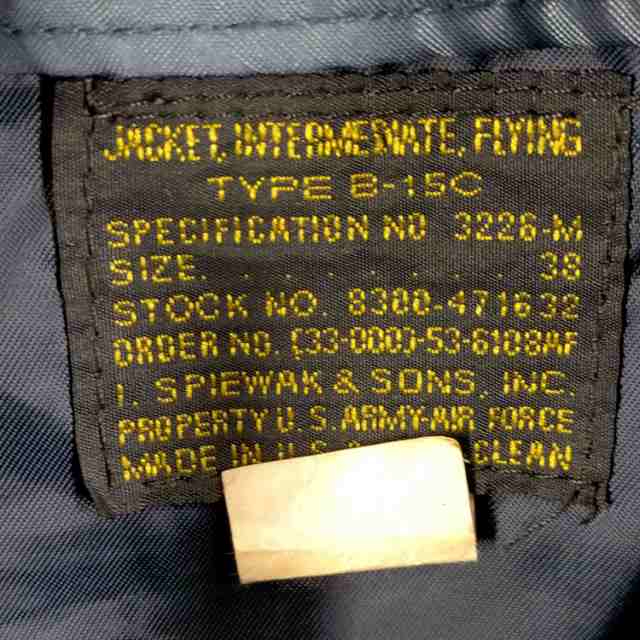 JACKET, INTERMEDIATE, FLYING
TYPE B-15C
SPECIFICATION NO 3226-M
SIZE. . . . . . . . 38
STOCK NO. 8300-471638
ORDER NO. (33-000)-53-6108AF
I. SPIEWAK & SONS, INC.
PROPERTY U.S. ARMY-AIR FORCE
MADE IN U.S CLEAN